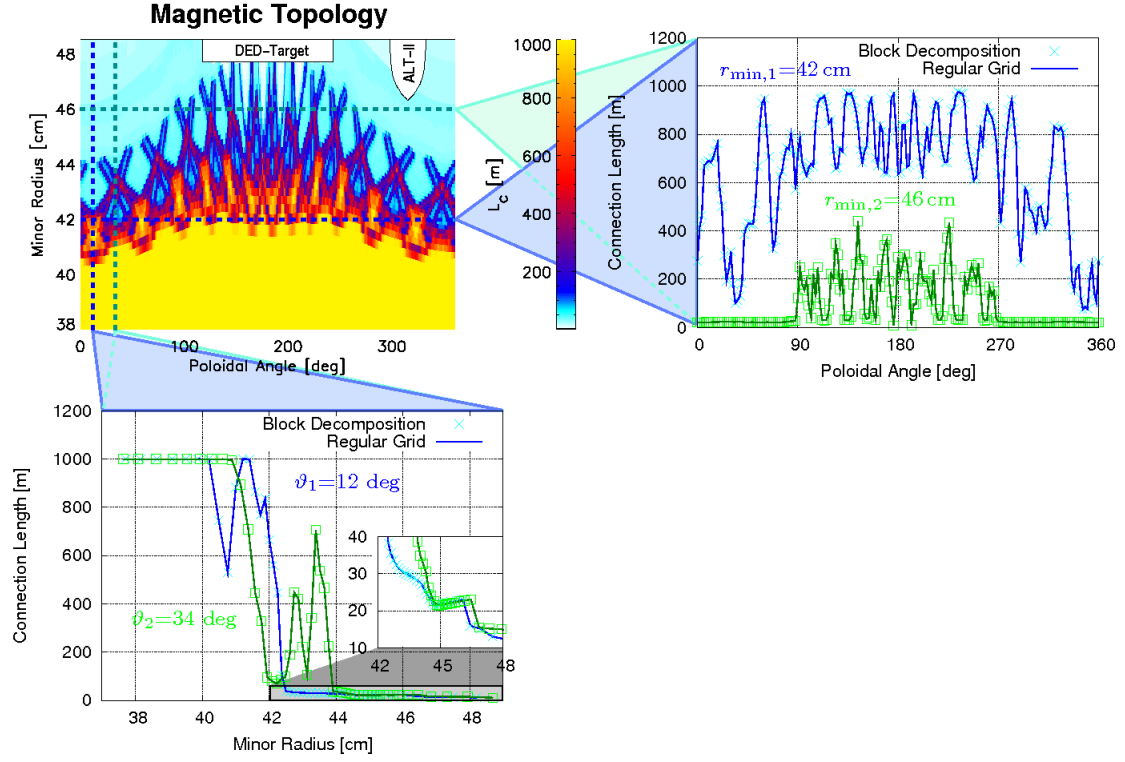 Magnetic Topology
48
46
44
42
40
38
Minor Radius [cm]
DED-Target
ALT-II
0
100
200
300
Poloidal Angle [deg]
1000
800
600
400
200
L_C [m]
1200
1000
800
600
400
200
0
Connection Length [m]
Block Decomposition
Regular Grid
r_min,1=42 cm
r_min,2=46 cm
0
90
180
270
360
Poloidal Angle [deg]
1200
1000
800
600
400
200
0
Connection Length [m]
Block Decomposition
Regular Grid
ϑ1=12 deg
ϑ2=34 deg
40
30
20
10
42
45
48
38
40
42
44
46
48
Minor Radius [cm]